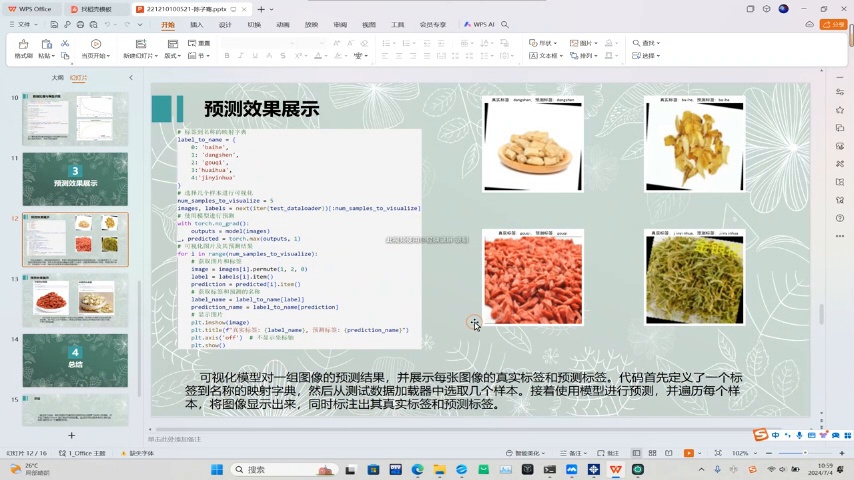 WPS Office
我的壳模板
221210100521-孙子涵.pptx
分享
文件
开始
插入
设计
切换
动画
放映
审阅
视图
工具
会员专享
WPS AI
格式刷
粘贴
当页开始
新建幻灯片
版式
重置
节
形状
图片
文本框
排列
查找
选择
大纲
幻灯片
10
11
3
预测效果展示
12
13
14
4
总结
15
预测效果展示
# 标签到名称的映射字典
label_to_name = {
0: 'baihe',
1: 'dangshen',
2: 'gouqi',
3:'huaihua',
4:'jinyinhua'
}
# 选择几个样本进行可视化
num_samples_to_visualize = 5
images, labels = next(iter(test_dataloader))[:num_samples_to_visualize]
# 使用模型进行预测
with torch.no_grad():
outputs = model(images)
_, predicted = torch.max(outputs, 1)
# 可视化图片及其预测结果
for i in range(num_samples_to_visualize):
# 获取图片和标签
image = images[i].permute(1, 2, 0)
label = labels[i].item()
prediction = predicted[i].item()
# 获取标签和预测的名称
label_name = label_to_name[label]
prediction_name = label_to_name[prediction]
# 显示图片
plt.imshow(image)
plt.title(f"真实标签: {label_name}, 预测标签: {prediction_name}")
plt.axis('off')  # 不显示坐标轴
plt.show()
真实标签: dangshen, 预测标签: dangshen
真实标签: baihe, 预测标签: baihe
真实标签: gouqi, 预测标签: gouqi
真实标签: jinyinhua, 预测标签: jinyinhua
可视化模型对一组图像的预测结果，并展示每张图像的真实标签和预测标签。代码首先定义了一个标
签到名称的映射字典，然后从测试数据加载器中选取几个样本。接着使用模型进行预测，并遍历每个样
本，将图像显示出来，同时标注出其真实标签和预测标签。
单击此处添加备注
幻灯片 12 / 16
1_Office 主题
缺失字体
智能美化
备注
批注
102%
26°C
局部晴朗
搜索
中
10:59
2024/7/4